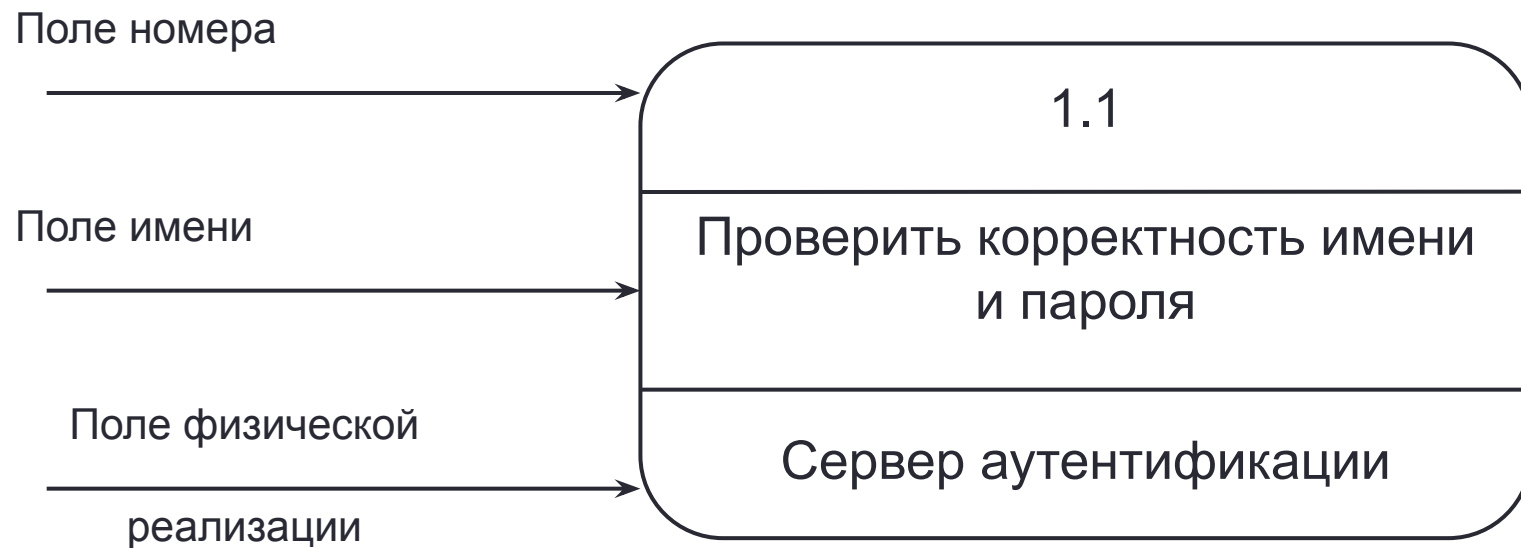 Поле номера
1.1
Поле имени
Проверить корректность имени
и пароля
Поле физической
реализации
Сервер аутентификации